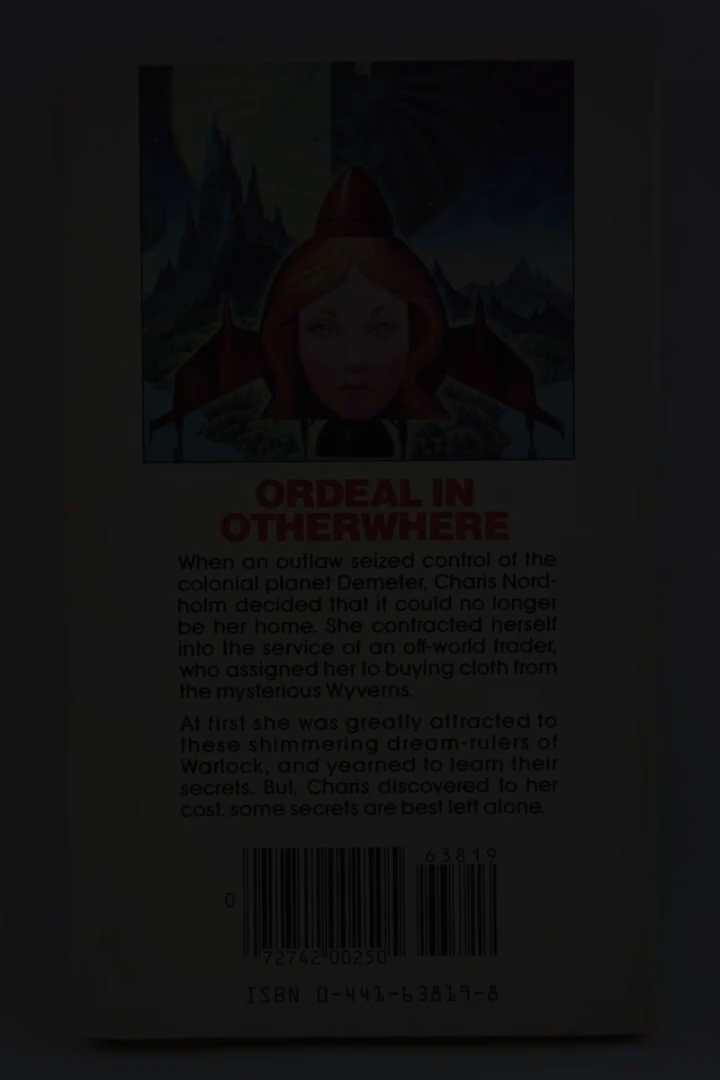 ORDEAL IN
OTHERWHERE
When an outlaw seized control of the
colonial planet Demeter, Charis Nord-
holm decided that it could no longer
be her home. She contracted herself
into the service of an off-world trader,
who assigned her to buying cloth from
the mysterious Wyverns.
At first she was greatly attracted to
these shimmering dream-rulers of
Warlock, and yearned to learn their
secrets. But, Charis discovered to her
cost, some secrets are best left alone.
63819
0
72742 00250
ISBN 0-441-63819-8